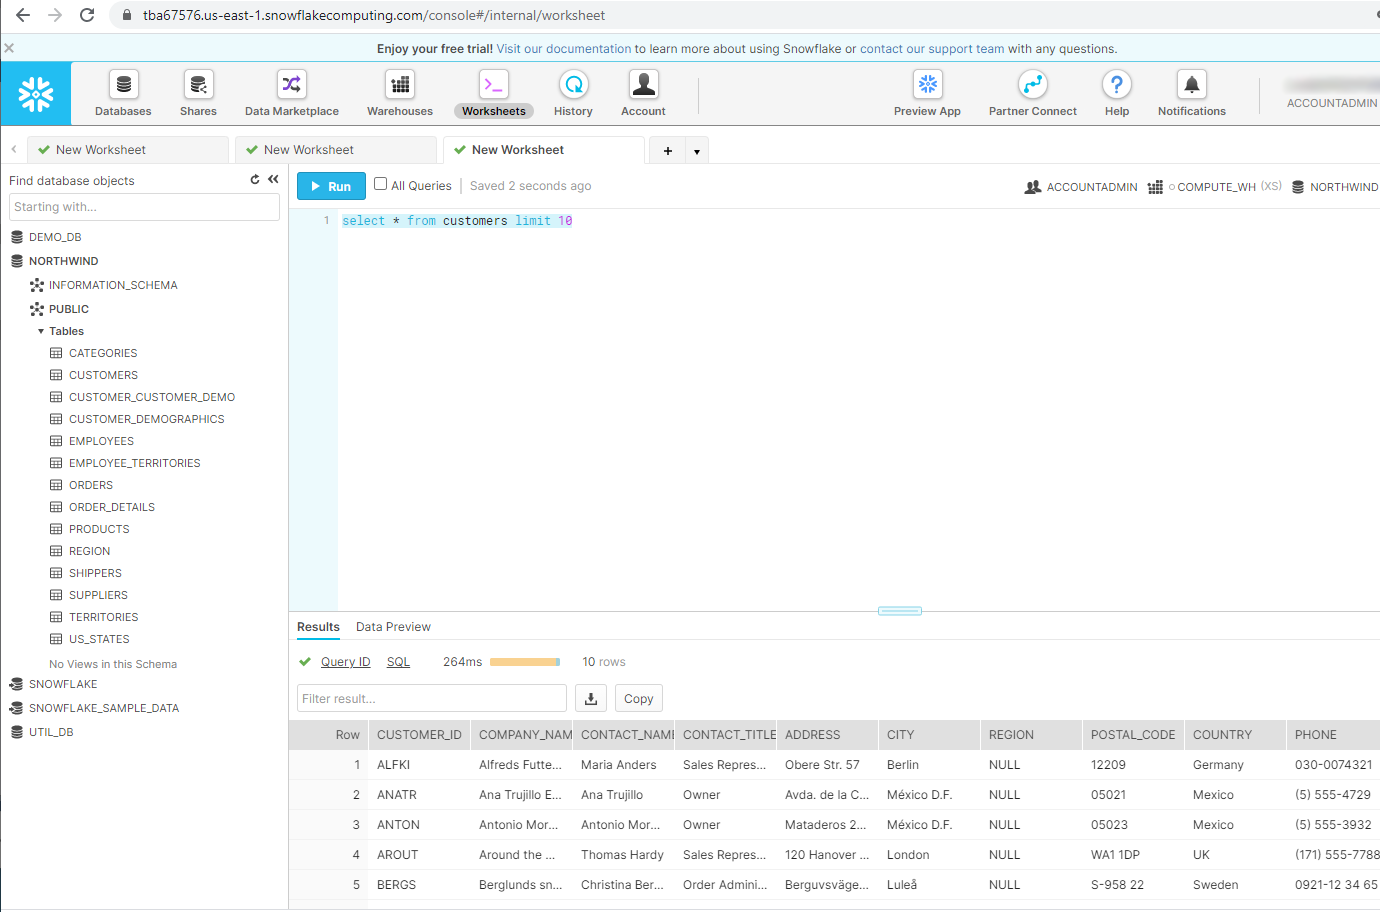 tba67576.us-east-1.snowflakecomputing.com/console#/internal/worksheet
Enjoy your free trial! Visit our documentation to learn more about using Snowflake or contact our support team with any questions.
Databases Shares Data Marketplace Warehouses Worksheets History Account Preview App Partner Connect Help Notifications ACCOUNTADMIN
New Worksheet New Worksheet New Worksheet
Find database objects
Starting with...
DEMO_DB
NORTHWIND
INFORMATION_SCHEMA
PUBLIC
Tables
CATEGORIES
CUSTOMERS
CUSTOMER_CUSTOMER_DEMO
CUSTOMER_DEMOGRAPHICS
EMPLOYEES
EMPLOYEE_TERRITORIES
ORDERS
ORDER_DETAILS
PRODUCTS
REGION
SHIPPERS
SUPPLIERS
TERRITORIES
US_STATES
No Views in this Schema
SNOWFLAKE
SNOWFLAKE_SAMPLE_DATA
UTIL_DB
Run All Queries Saved 2 seconds ago ACCOUNTADMIN COMPUTE_WH (XS) NORTHWIND
1 select * from customers limit 10
Results Data Preview
Query ID SQL 264ms 10 rows
Filter result... Copy
Row CUSTOMER_ID COMPANY_NAM CONTACT_NAME CONTACT_TITLE ADDRESS CITY REGION POSTAL_CODE COUNTRY PHONE
1 ALFKI Alfreds Futte... Maria Anders Sales Repres... Obere Str. 57 Berlin NULL 12209 Germany 030-0074321
2 ANATR Ana Trujillo E... Ana Trujillo Owner Avda. de la C... México D.F. NULL 05021 Mexico (5) 555-4729
3 ANTON Antonio Mor... Antonio Mor... Owner Mataderos 2... México D.F. NULL 05023 Mexico (5) 555-3932
4 AROUT Around the ... Thomas Hardy Sales Repres... 120 Hanover ... London NULL WA1 1DP UK (171) 555-7788
5 BERGS Berglunds sn... Christina Ber... Order Admini... Berguvsväge... Luleå NULL S-958 22 Sweden 0921-12 34 65